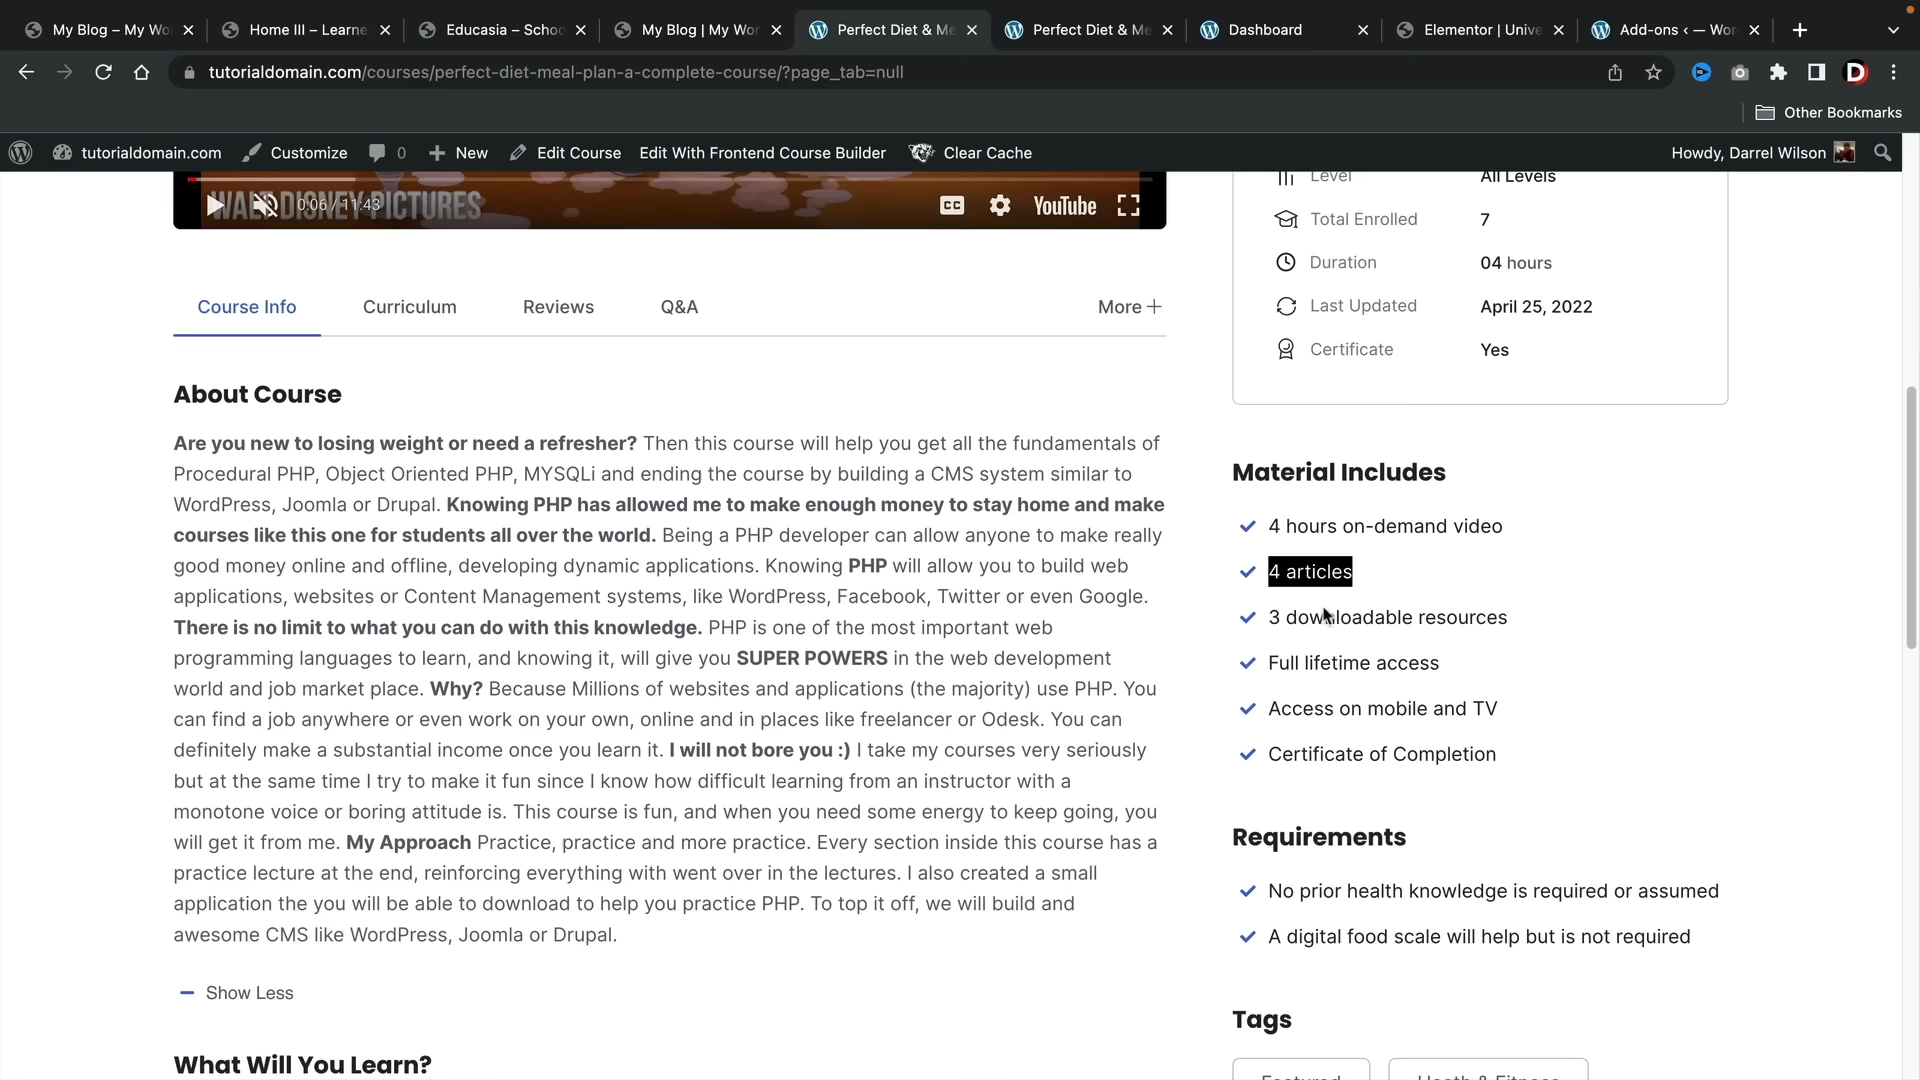 My Blog – My Wo
Home III – Learne
Educasia – Schoo
My Blog | My Wor
Perfect Diet & Me
Perfect Diet & Me
Dashboard
Elementor | Unive
Add-ons ‹ — Wor
tutorialdomain.com/courses/perfect-diet-meal-plan-a-complete-course/?page_tab=null
Other Bookmarks
tutorialdomain.com Customize 0 New Edit Course Edit With Frontend Course Builder Clear Cache Howdy, Darrel Wilson
WALT DISNEY PICTURES
0:06 / 11:43
CC
YouTube
Level All Levels
Total Enrolled 7
Duration 04 hours
Last Updated April 25, 2022
Certificate Yes
Course Info Curriculum Reviews Q&A More
About Course
Are you new to losing weight or need a refresher? Then this course will help you get all the fundamentals of
Procedural PHP, Object Oriented PHP, MYSQLi and ending the course by building a CMS system similar to
WordPress, Joomla or Drupal. Knowing PHP has allowed me to make enough money to stay home and make
courses like this one for students all over the world. Being a PHP developer can allow anyone to make really
good money online and offline, developing dynamic applications. Knowing PHP will allow you to build web
applications, websites or Content Management systems, like WordPress, Facebook, Twitter or even Google.
There is no limit to what you can do with this knowledge. PHP is one of the most important web
programming languages to learn, and knowing it, will give you SUPER POWERS in the web development
world and job market place. Why? Because Millions of websites and applications (the majority) use PHP. You
can find a job anywhere or even work on your own, online and in places like freelancer or Odesk. You can
definitely make a substantial income once you learn it. I will not bore you :) I take my courses very seriously
but at the same time I try to make it fun since I know how difficult learning from an instructor with a
monotone voice or boring attitude is. This course is fun, and when you need some energy to keep going, you
will get it from me. My Approach Practice, practice and more practice. Every section inside this course has a
practice lecture at the end, reinforcing everything with went over in the lectures. I also created a small
application the you will be able to download to help you practice PHP. To top it off, we will build and
awesome CMS like WordPress, Joomla or Drupal.
Show Less
What Will You Learn?
Material Includes
4 hours on-demand video
4 articles
3 downloadable resources
Full lifetime access
Access on mobile and TV
Certificate of Completion
Requirements
No prior health knowledge is required or assumed
A digital food scale will help but is not required
Tags
Featured
Heath & Fitness